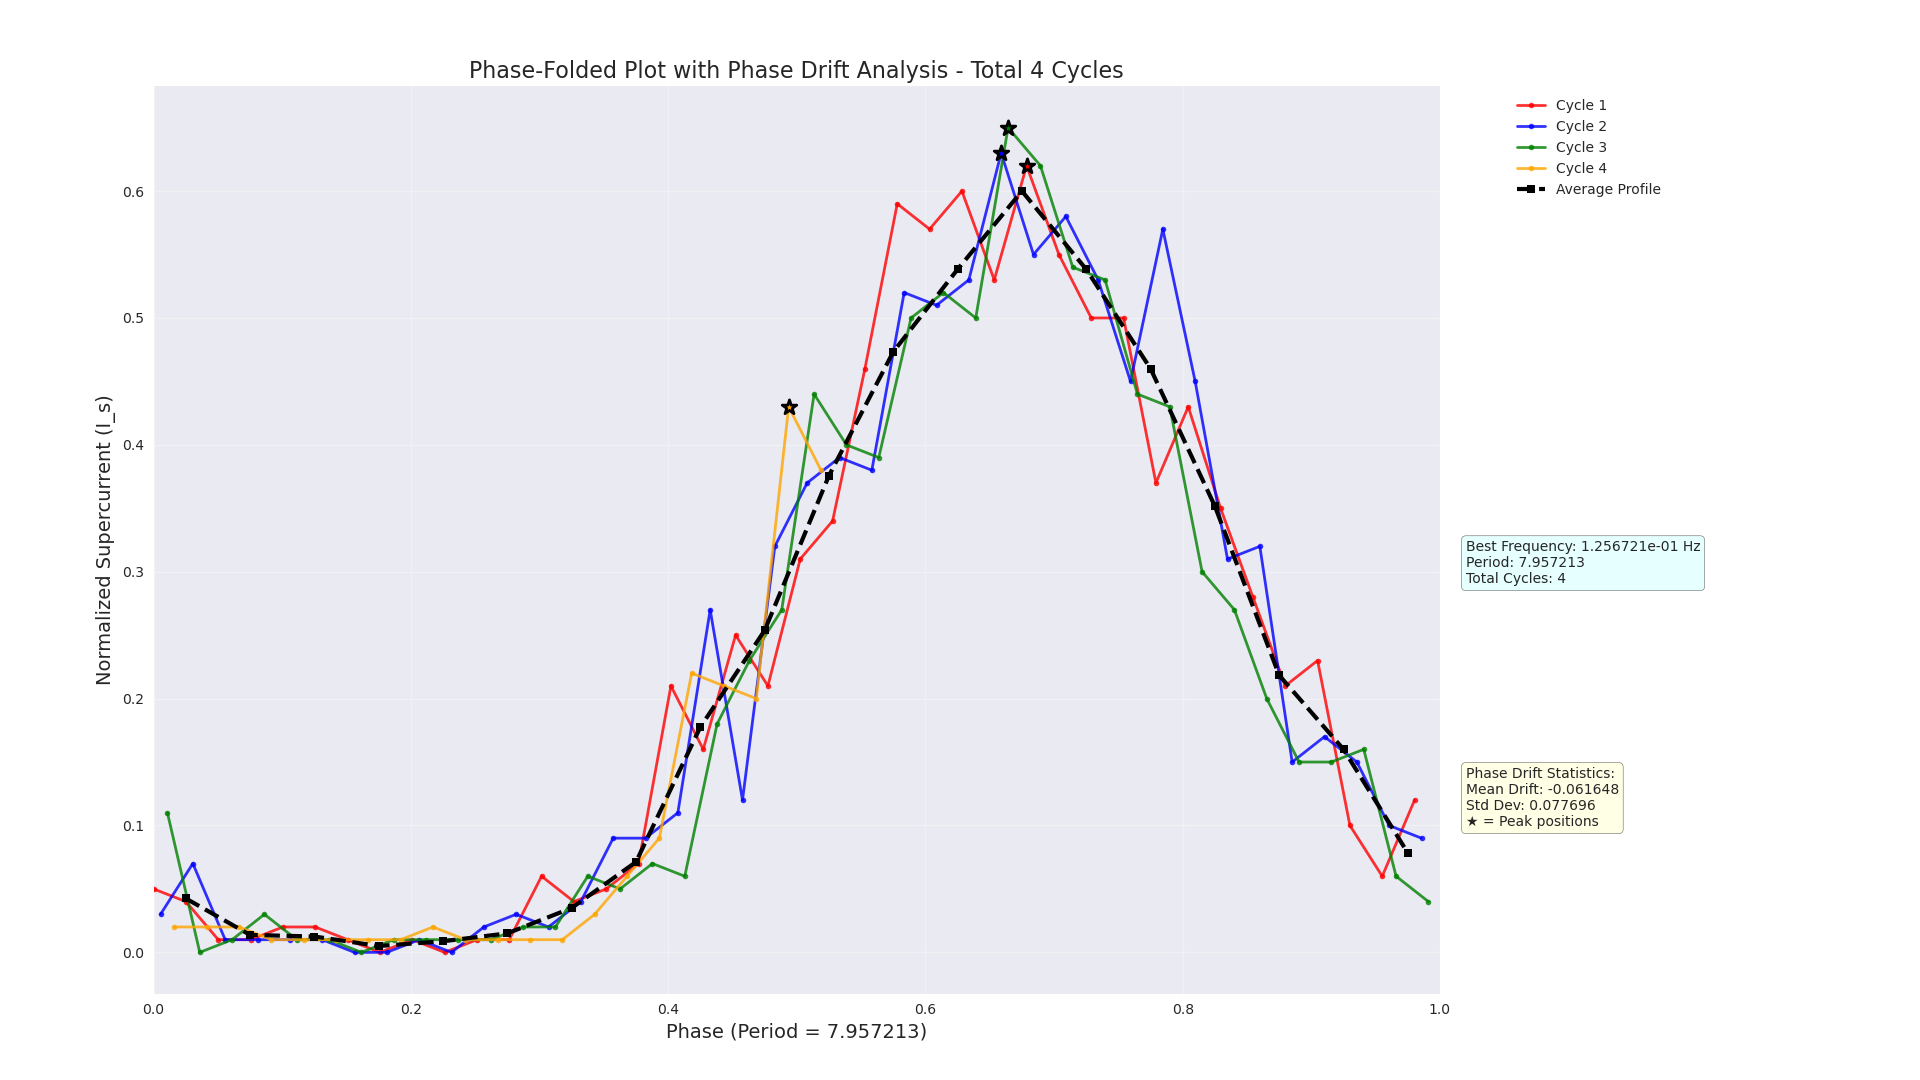 Phase-Folded Plot with Phase Drift Analysis - Total 4 Cycles
Normalized Supercurrent (I_s)
0.6
0.5
0.4
0.3
0.2
0.1
0.0
0.0 0.2 0.4 0.6 0.8 1.0
Phase (Period = 7.957213)
Cycle 1
Cycle 2
Cycle 3
Cycle 4
Average Profile
Best Frequency: 1.256721e-01 Hz
Period: 7.957213
Total Cycles: 4
Phase Drift Statistics:
Mean Drift: -0.061648
Std Dev: 0.077696
★ = Peak positions